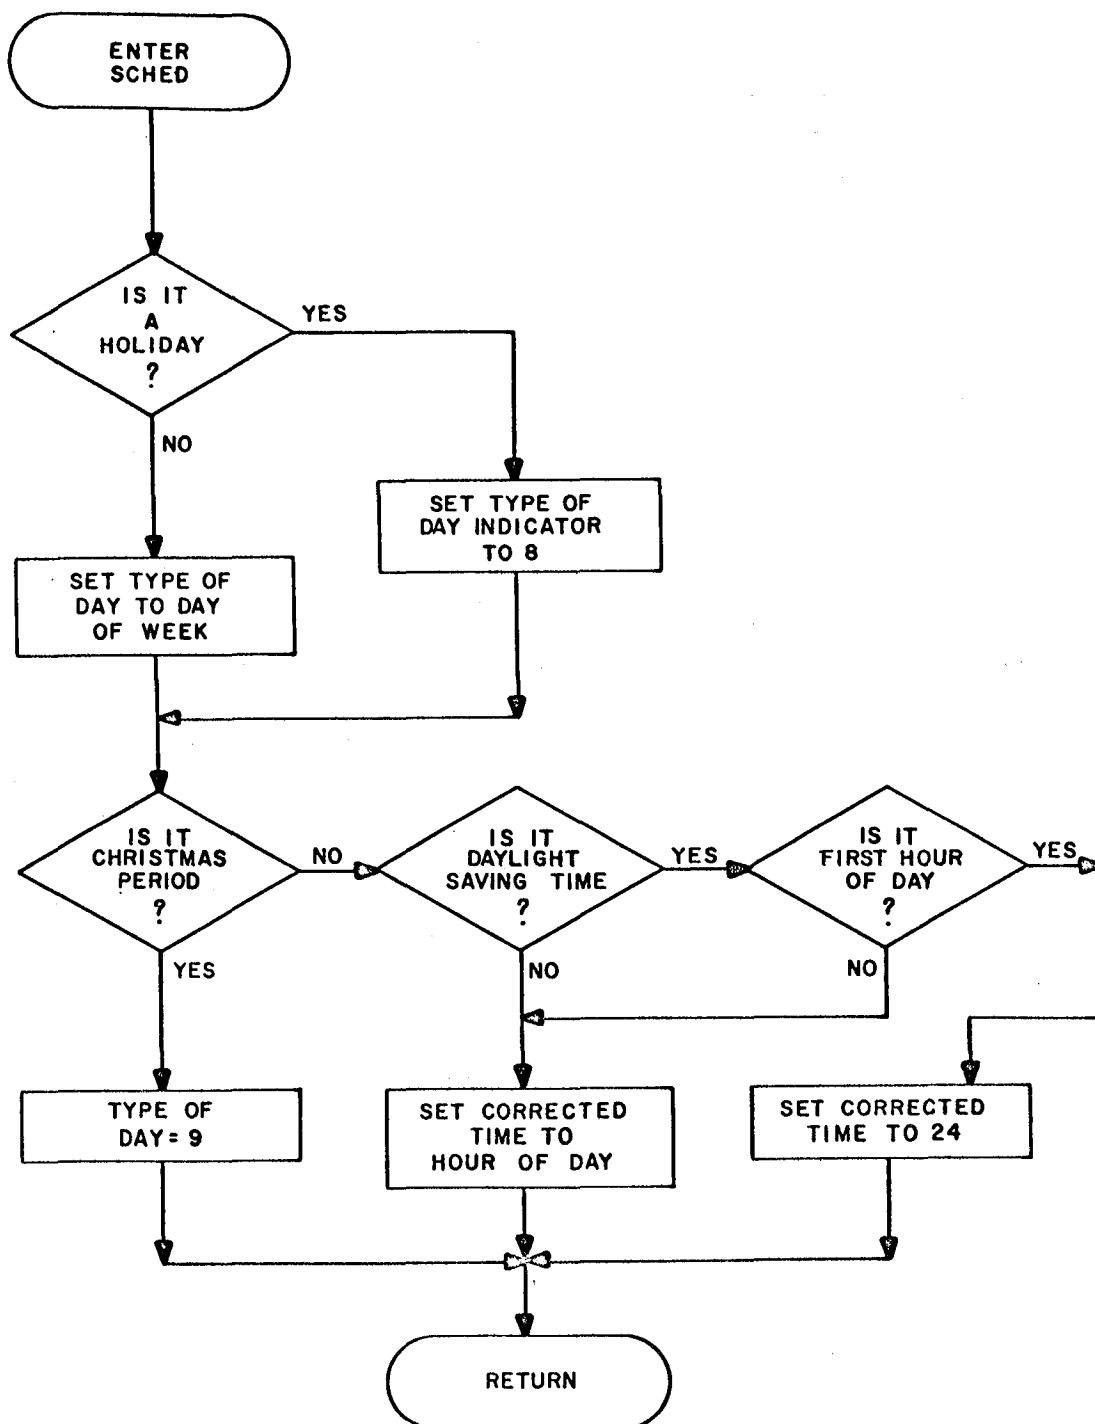 ENTER
SCHED
IS IT
A
HOLIDAY
?
YES
NO
SET TYPE OF
DAY INDICATOR
TO 8
SET TYPE OF
DAY TO DAY
OF WEEK
IS IT
CHRISTMAS
PERIOD
?
NO
IS IT
DAYLIGHT
SAVING TIME
?
YES
IS IT
FIRST HOUR
OF DAY
?
YES
YES
NO
NO
TYPE OF
DAY = 9
SET CORRECTED
TIME TO
HOUR OF DAY
SET CORRECTED
TIME TO 24
RETURN